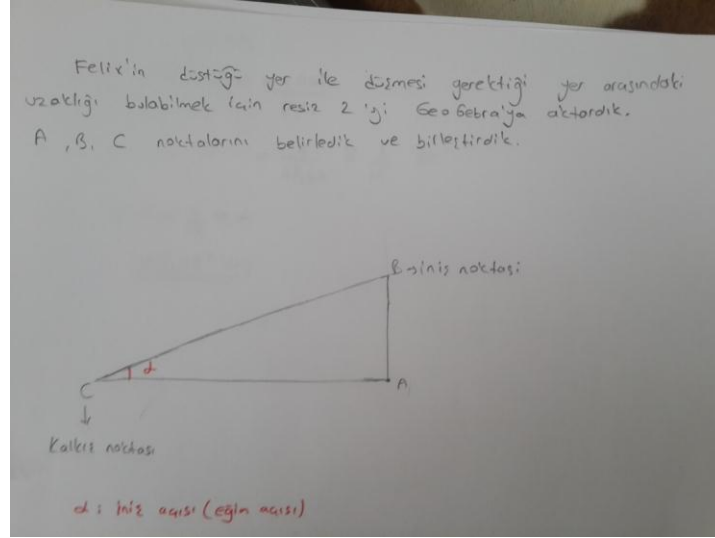 Felix'in düştüğü yer ile düşmesi gerektiği yer arasındaki
uzaklığı bulabilmek için resim 2'yi GeoGebra'ya aktardık.
A, B, C noktalarını belirledik ve birleştirdik.
B→iniş noktası
α
C
A
↓
Kalkış noktası
α : iniş açısı (eğim açısı)